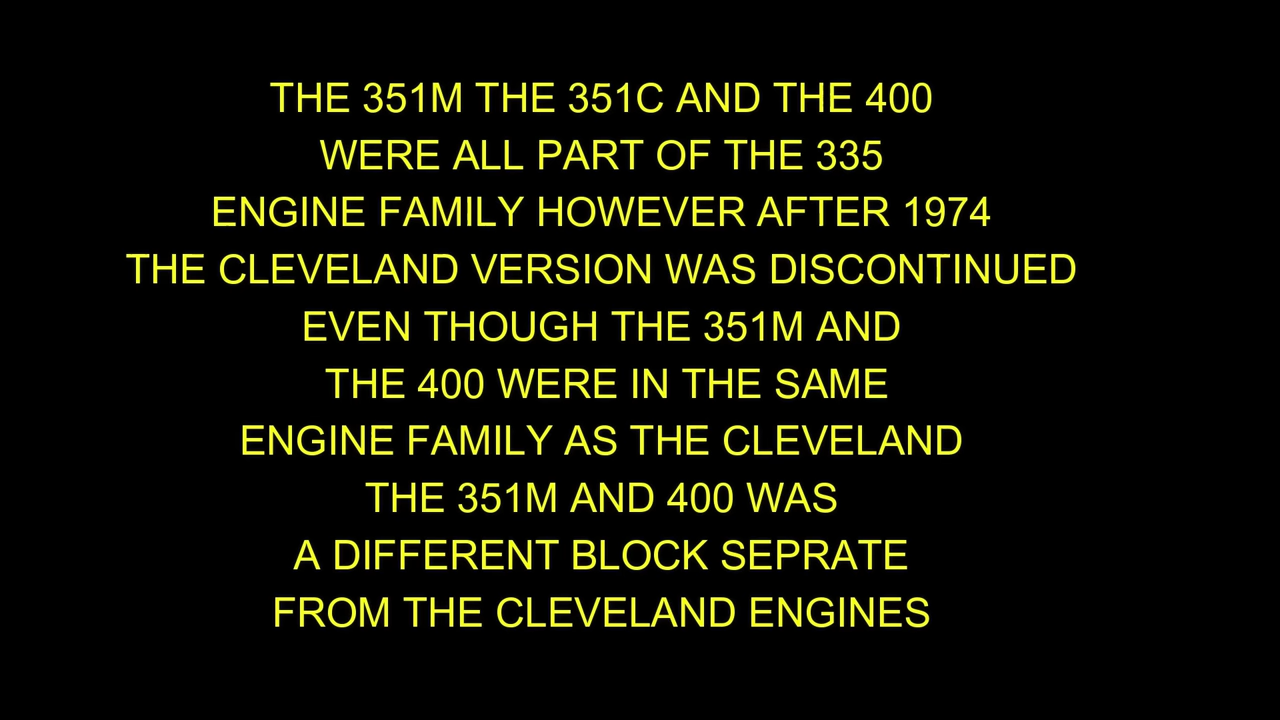 THE 351M THE 351C AND THE 400
WERE ALL PART OF THE 335
ENGINE FAMILY HOWEVER AFTER 1974
THE CLEVELAND VERSION WAS DISCONTINUED
EVEN THOUGH THE 351M AND
THE 400 WERE IN THE SAME
ENGINE FAMILY AS THE CLEVELAND
THE 351M AND 400 WAS
A DIFFERENT BLOCK SEPRATE
FROM THE CLEVELAND ENGINES